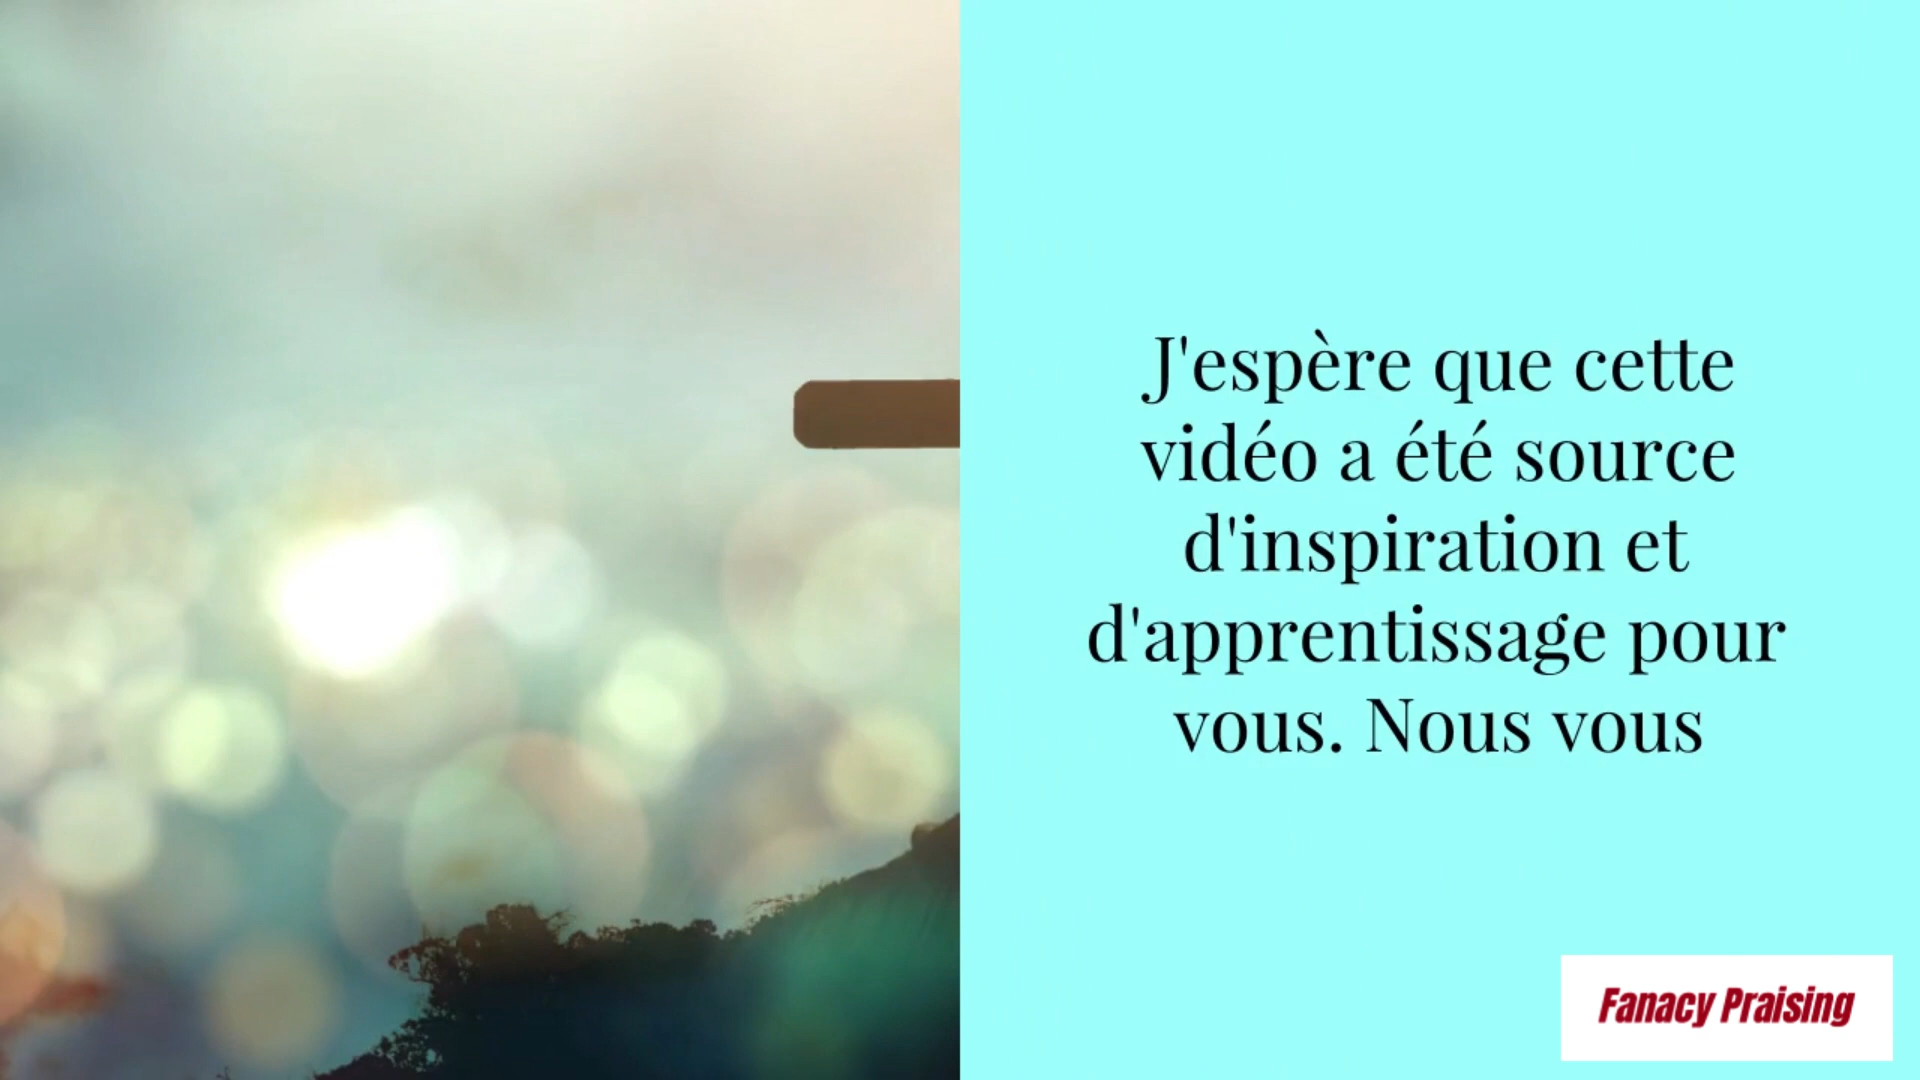 J'espère que cette
vidéo a été source
d'inspiration et
d'apprentissage pour
vous. Nous vous
Fanacy Praising